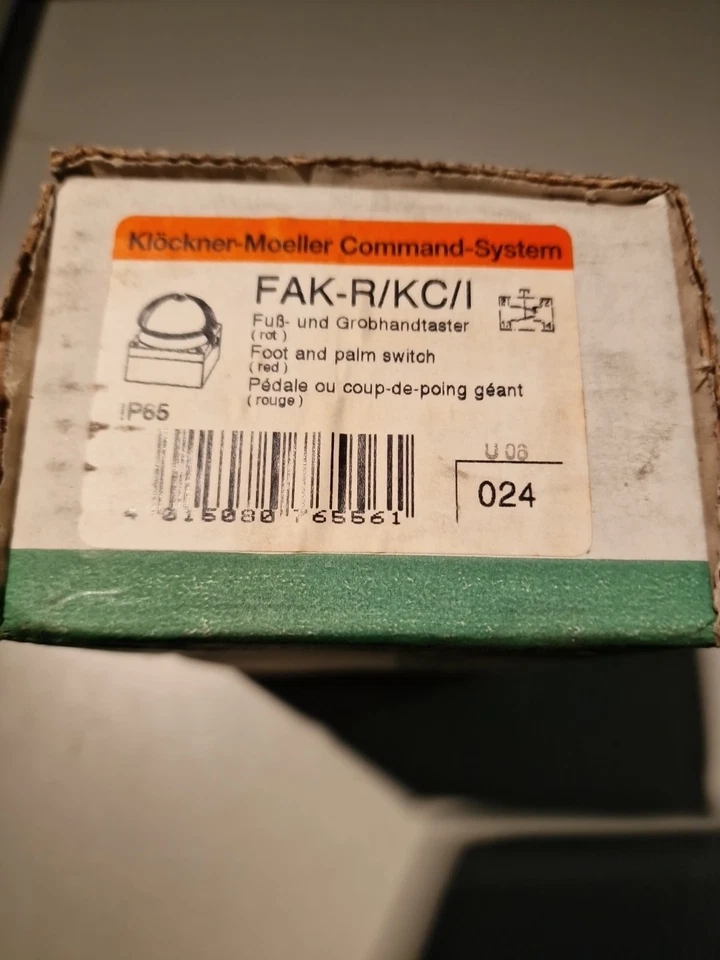 Klöckner-Moeller Command-System
FAK-R/KC/I
Fuß- und Grobhandtaster
(rot)
Foot and palm switch
(red)
Pédale ou coup-de-poing géant
(rouge)
IP65
U 06
024
4 015080 765561